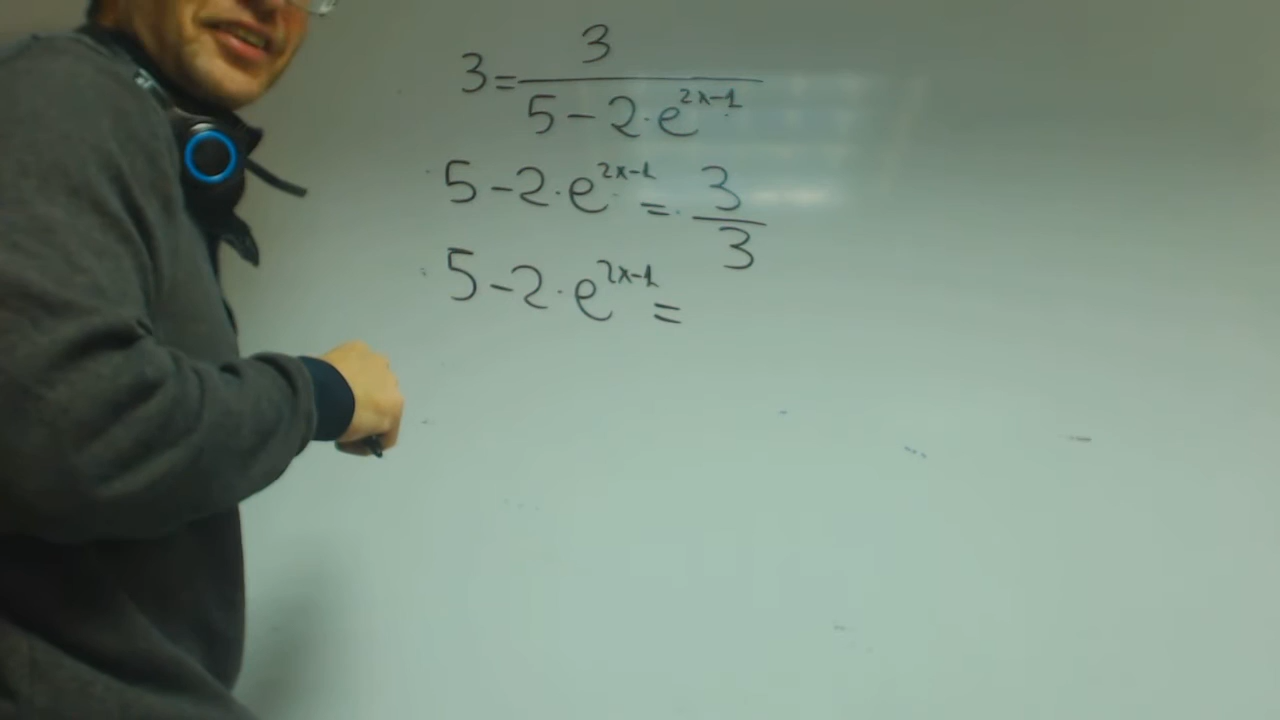 3 = 3 / (5 - 2 · e^(2x-1))
5 - 2 · e^(2x-1) = 3 / 3
5 - 2 · e^(2x-1) =